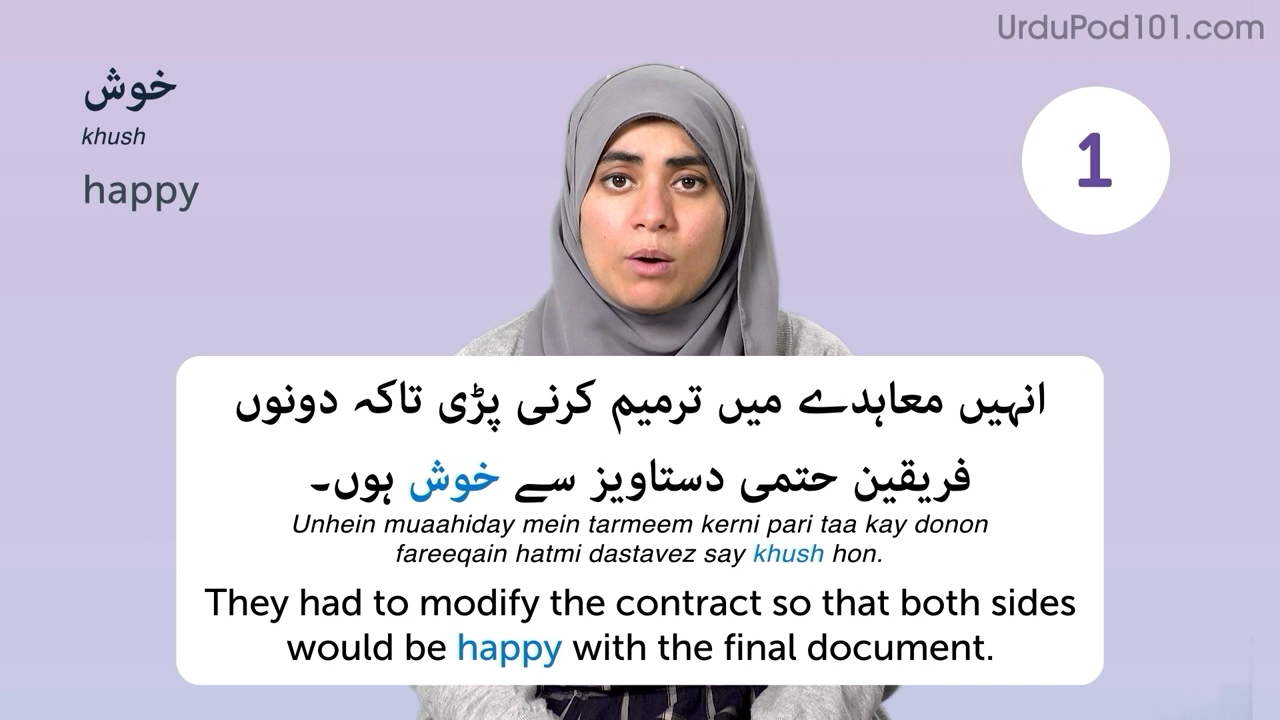 UrduPod101.com
خوش
khush
happy
1
انہیں معاہدے میں ترمیم کرنی پڑی تاکہ دونوں
فریقین حتمی دستاویز سے خوش ہوں۔
Unhein muaahiday mein tarmeem kerni pari taa kay donon
fareeqain hatmi dastavez say khush hon.
They had to modify the contract so that both sides
would be happy with the final document.